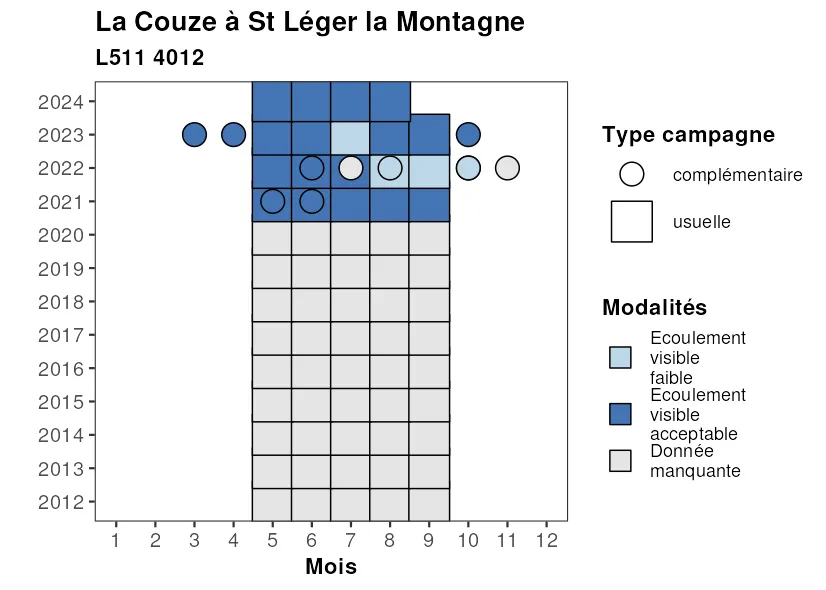 La Couze à St Léger la Montagne
L511 4012
2024
2023
2022
2021
2020
2019
2018
2017
2016
2015
2014
2013
2012
1 2 3 4 5 6 7 8 9 10 11 12
Mois
Type campagne
complémentaire
usuelle
Modalités
Ecoulement
visible
faible
Ecoulement
visible
acceptable
Donnée
manquante